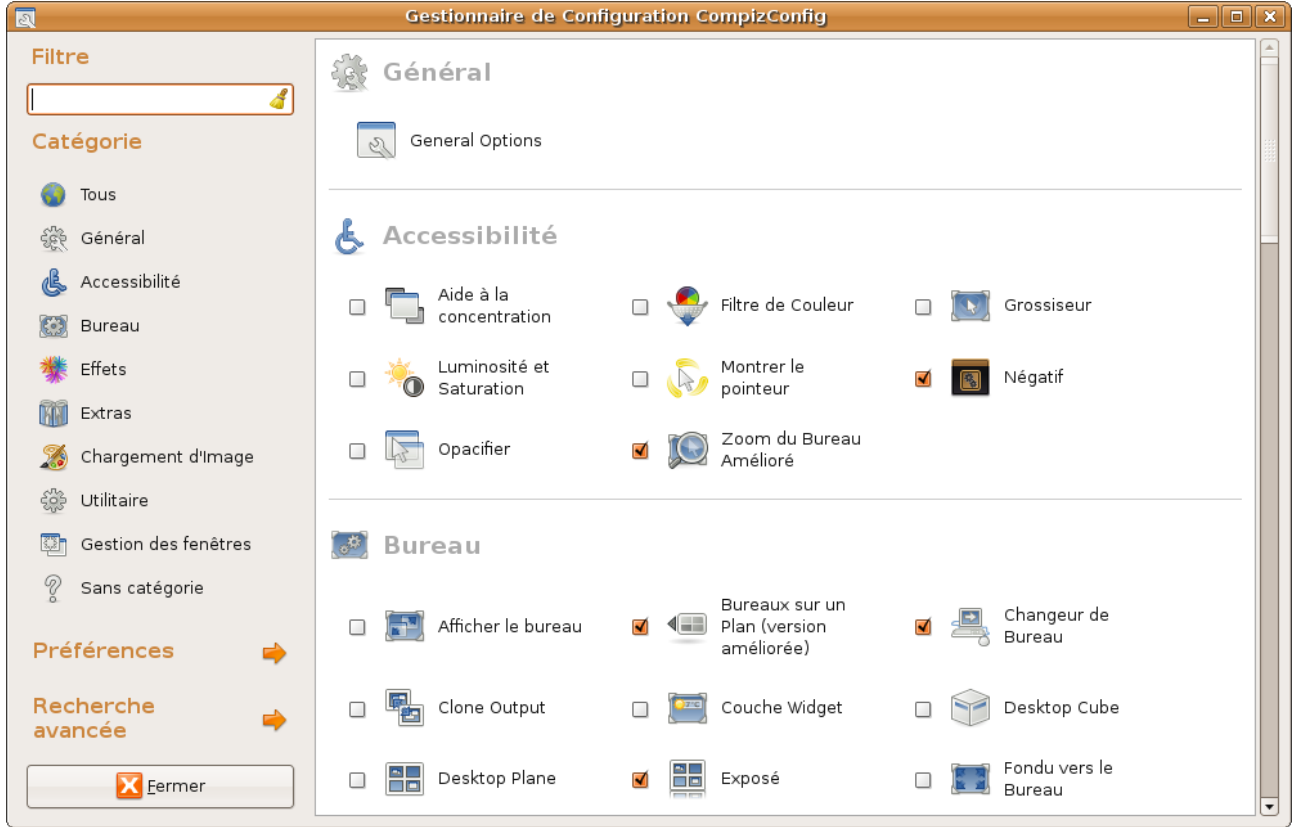 Gestionnaire de Configuration CompizConfig
Filtre
Catégorie
Tous
Général
Accessibilité
Bureau
Effets
Extras
Chargement d'Image
Utilitaire
Gestion des fenêtres
Sans catégorie
Préférences
Recherche
avancée
Fermer
Général
General Options
Accessibilité
Aide à la
concentration
Filtre de Couleur
Grossiseur
Luminosité et
Saturation
Montrer le
pointeur
Négatif
Opacifier
Zoom du Bureau
Amélioré
Bureau
Afficher le bureau
Bureaux sur un
Plan (version
améliorée)
Changeur de
Bureau
Clone Output
Couche Widget
Desktop Cube
Desktop Plane
Exposé
Fondu vers le
Bureau